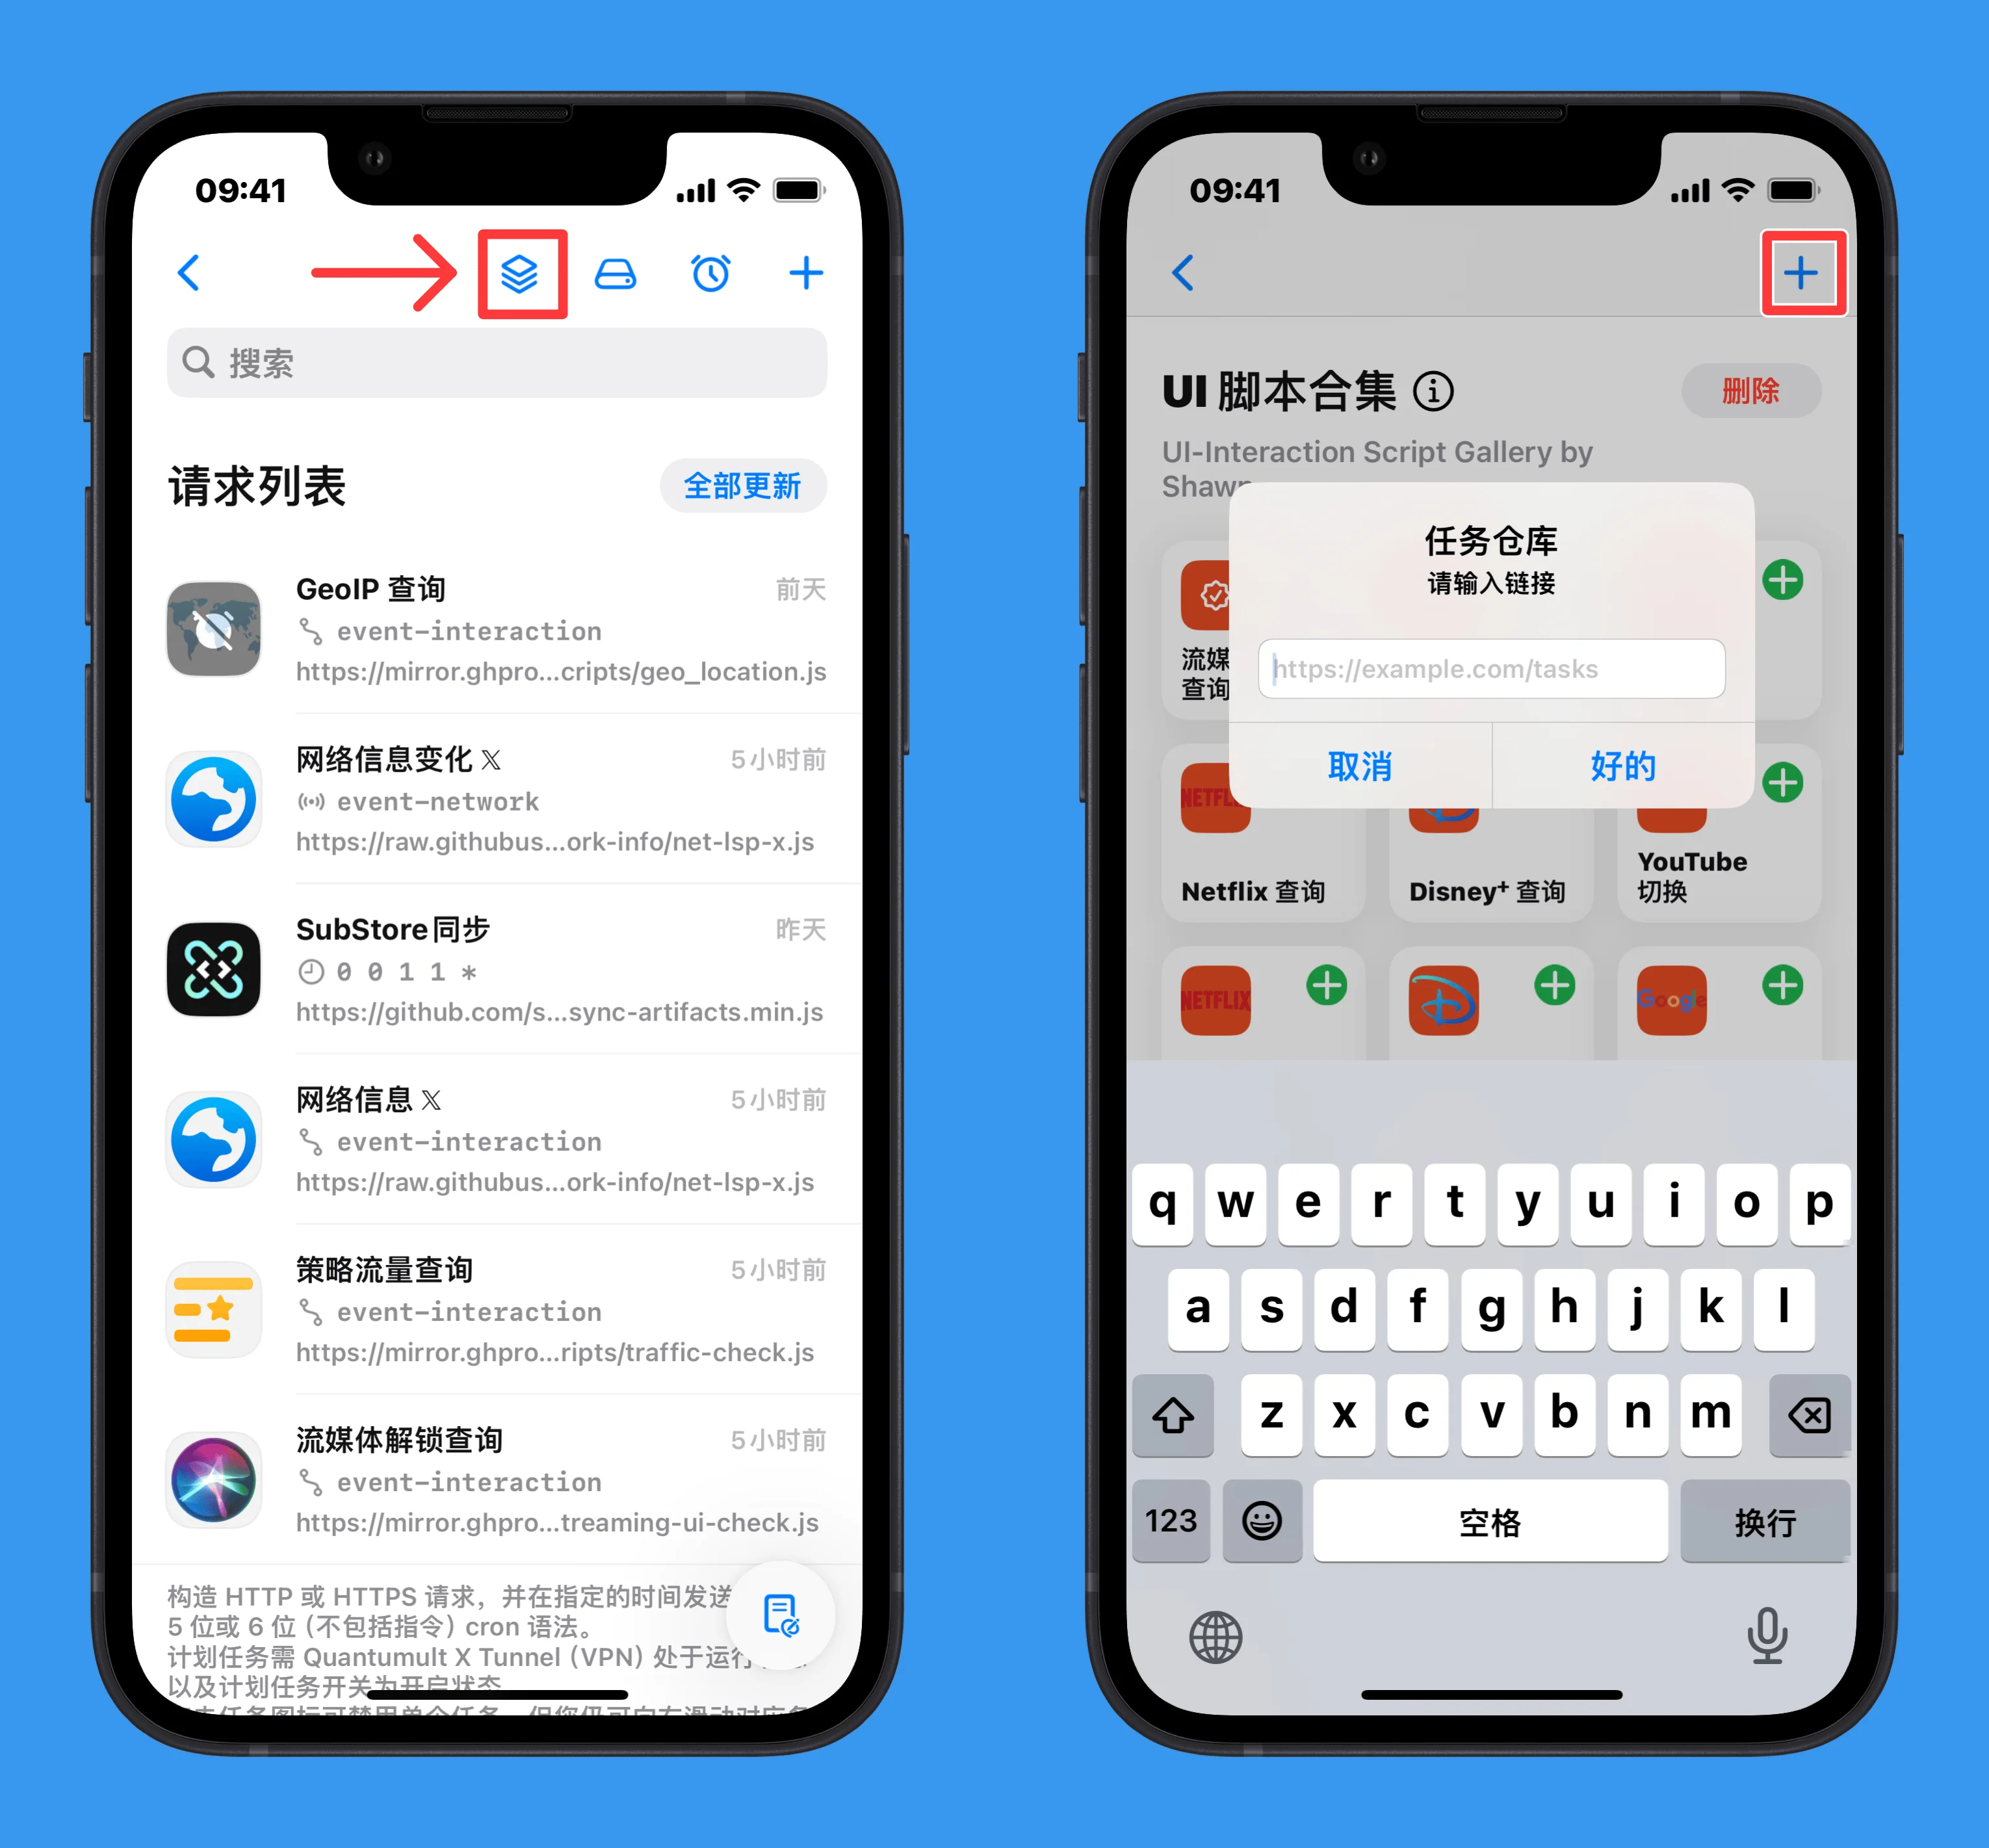 09:41
搜索
请求列表
全部更新
GeoIP 查询
前天
event-interaction
https://mirror.ghpro...cripts/geo_location.js
网络信息变化 𝕏
5 小时前
event-network
https://raw.githubus...ork-info/net-lsp-x.js
SubStore同步
昨天
0 0 1 1 *
https://github.com/s...sync-artifacts.min.js
网络信息 𝕏
5 小时前
event-interaction
https://raw.githubus...ork-info/net-lsp-x.js
策略流量查询
5 小时前
event-interaction
https://mirror.ghpro...ripts/traffic-check.js
流媒体解锁查询
5 小时前
event-interaction
https://mirror.ghpro...treaming-ui-check.js
构造 HTTP 或 HTTPS 请求，并在指定的时间发送
5 位或 6 位（不包括指令）cron 语法。
计划任务需 Quantumult X Tunnel（VPN）处于运行
以及计划任务开关为开启状态
09:41
UI 脚本合集
删除
UI-Interaction Script Gallery by
Shawn
任务仓库
请输入链接
https://example.com/tasks
取消
好的
流媒
查询
NETFL
Netflix 查询
Disney⁺ 查询
YouTube
切换
NETFLIX
Google
q w e r t y u i o p
a s d f g h j k l
z x c v b n m
123
空格
换行